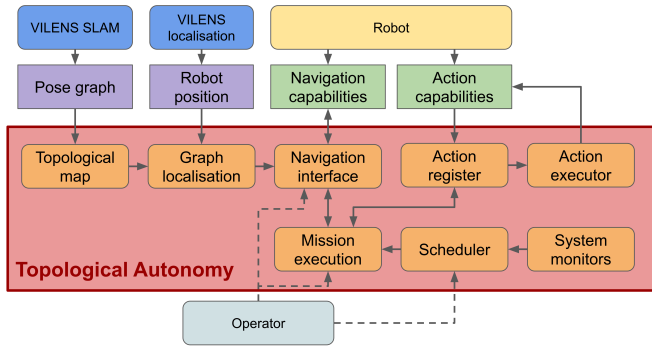 VILENS SLAM
VILENS
localisation
Robot
Pose graph
Robot
position
Navigation
capabilities
Action
capabilities
Topological
map
Graph
localisation
Navigation
interface
Action
register
Action
executor
Mission
execution
Scheduler
System
monitors
Topological Autonomy
Operator